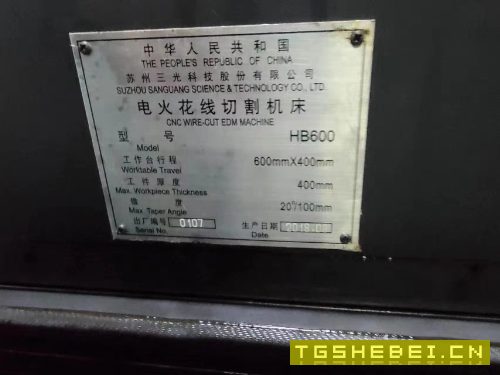 中华人民共和国
THE PEOPLE'S REPUBLIC OF CHINA
苏州三光科技股份有限公司
SUZHOU SANGUANG SCIENCE & TECHNOLOGY CO., LTD.
电火花线切割机床
CNC WIRE-CUT EDM MACHINE
型号 HB600
Model
工作台行程 600mmX400mm
Worktable Travel
工件厚度 400mm
Max. Workpiece Thickness
锥度 20°/100mm
Max Taper Angle
出厂编号 0107 生产日期
Serial No. Date
TGSHEBEI.CN